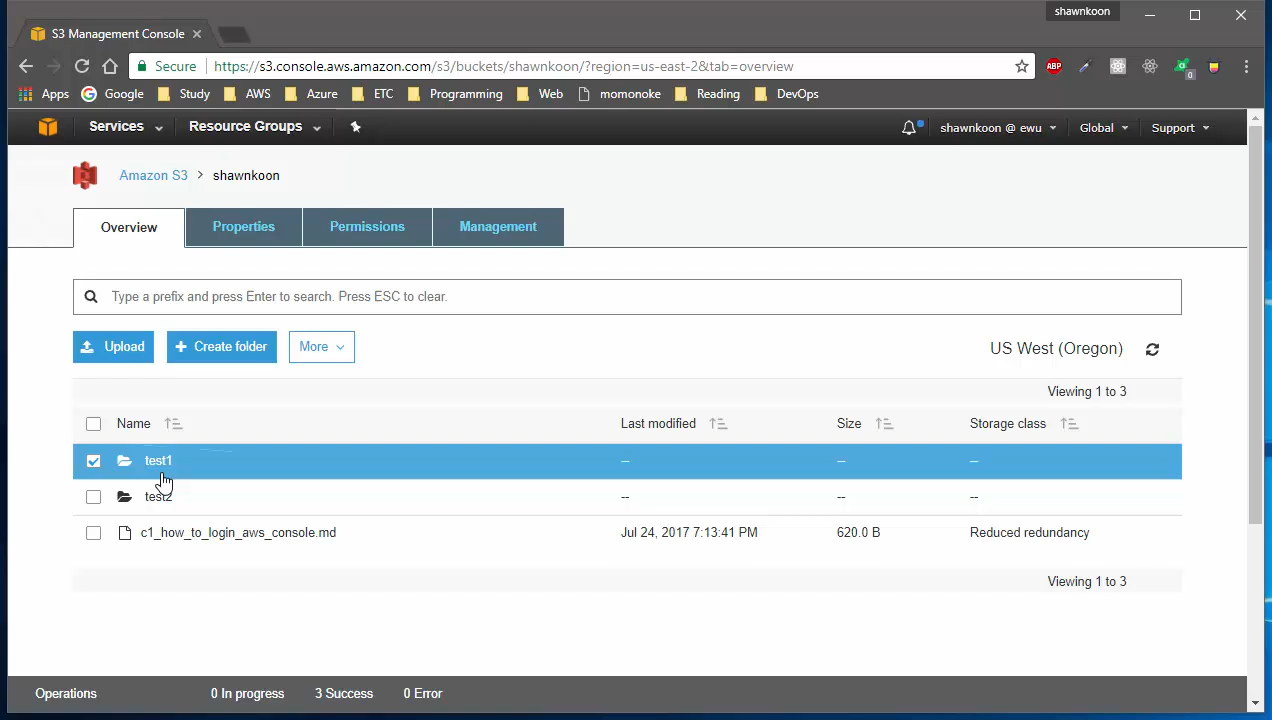 shawnkoon
S3 Management Console
Secure https://s3.console.aws.amazon.com/s3/buckets/shawnkoon/?region=us-east-2&tab=overview
ABP 0
Apps Google Study AWS Azure ETC Programming Web momonoke Reading DevOps
Services Resource Groups shawnkoon @ ewu Global Support
Amazon S3 > shawnkoon
Overview Properties Permissions Management
Type a prefix and press Enter to search. Press ESC to clear.
Upload + Create folder More US West (Oregon)
Viewing 1 to 3
Name Last modified Size Storage class
test1 -- -- --
test2 -- -- --
c1_how_to_login_aws_console.md Jul 24, 2017 7:13:41 PM 620.0 B Reduced redundancy
Viewing 1 to 3
Operations 0 In progress 3 Success 0 Error